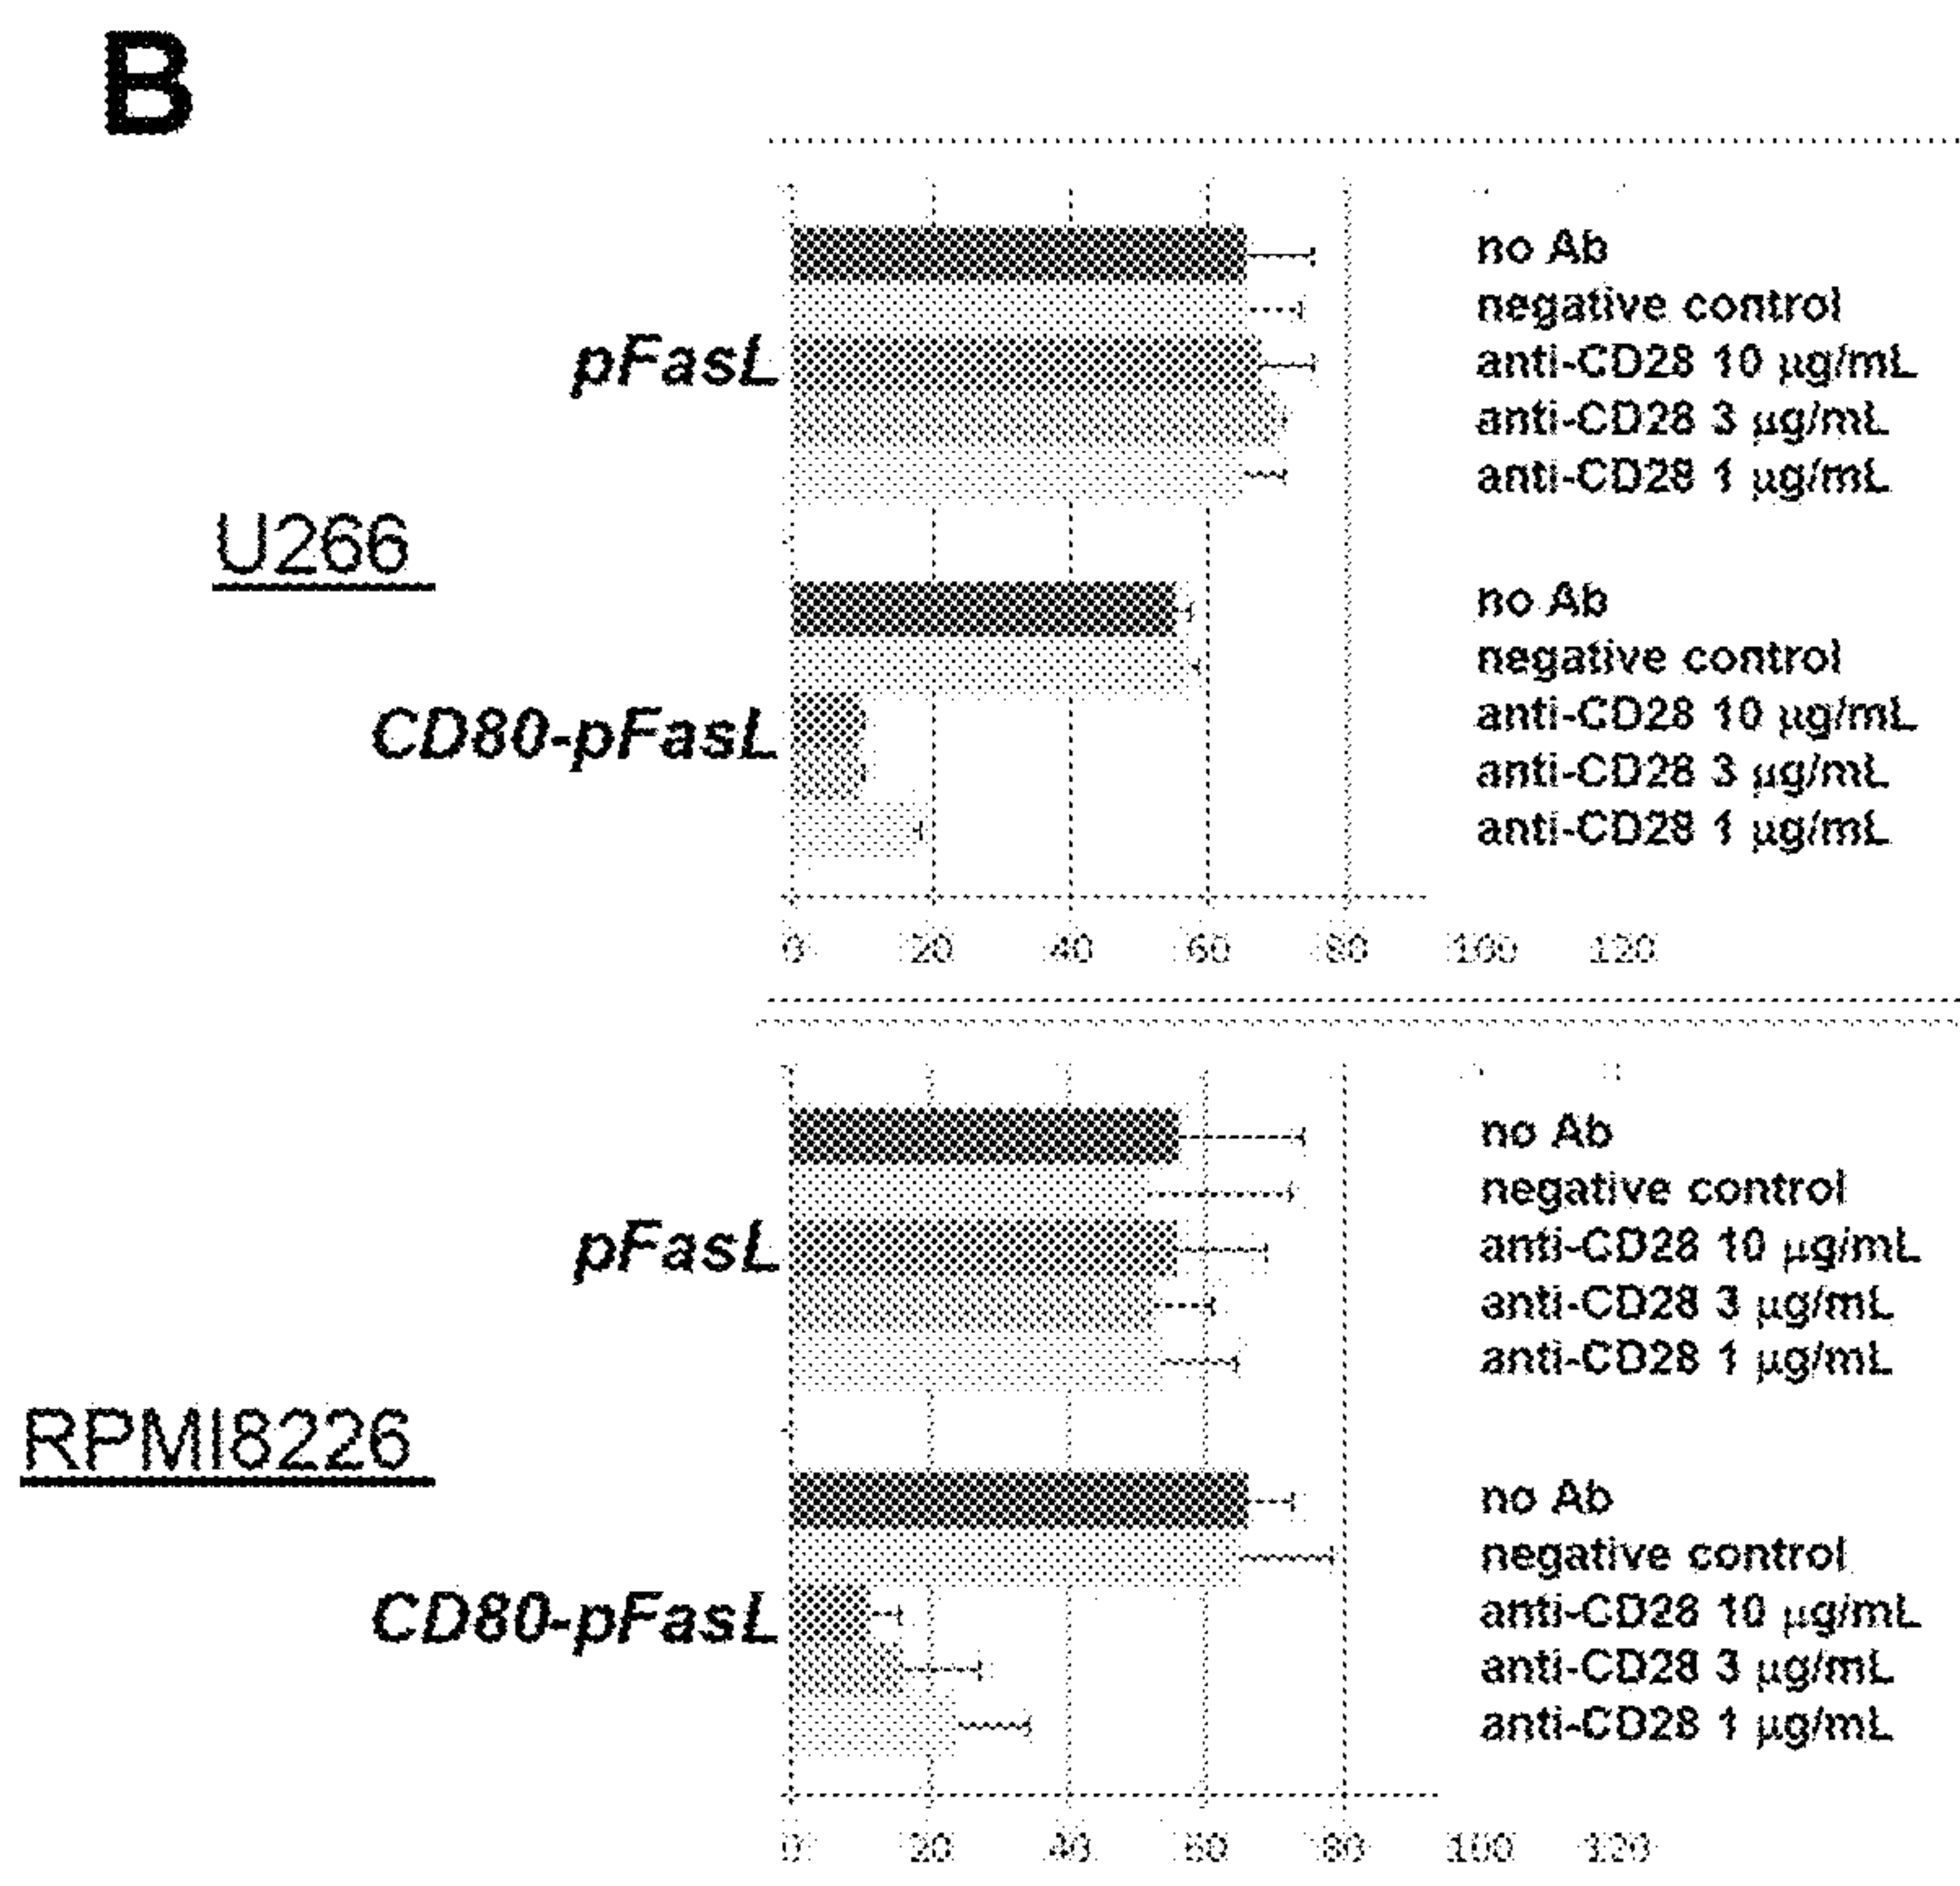 B
U266
pFasL
no Ab
negative control
anti-CD28 10 µg/mL
anti-CD28 3 µg/mL
anti-CD28 1 µg/mL
CD80-pFasL
no Ab
negative control
anti-CD28 10 µg/mL
anti-CD28 3 µg/mL
anti-CD28 1 µg/mL
0 20 40 60 80 100 120
RPMI8226
pFasL
no Ab
negative control
anti-CD28 10 µg/mL
anti-CD28 3 µg/mL
anti-CD28 1 µg/mL
CD80-pFasL
no Ab
negative control
anti-CD28 10 µg/mL
anti-CD28 3 µg/mL
anti-CD28 1 µg/mL
0 20 40 60 80 100 120